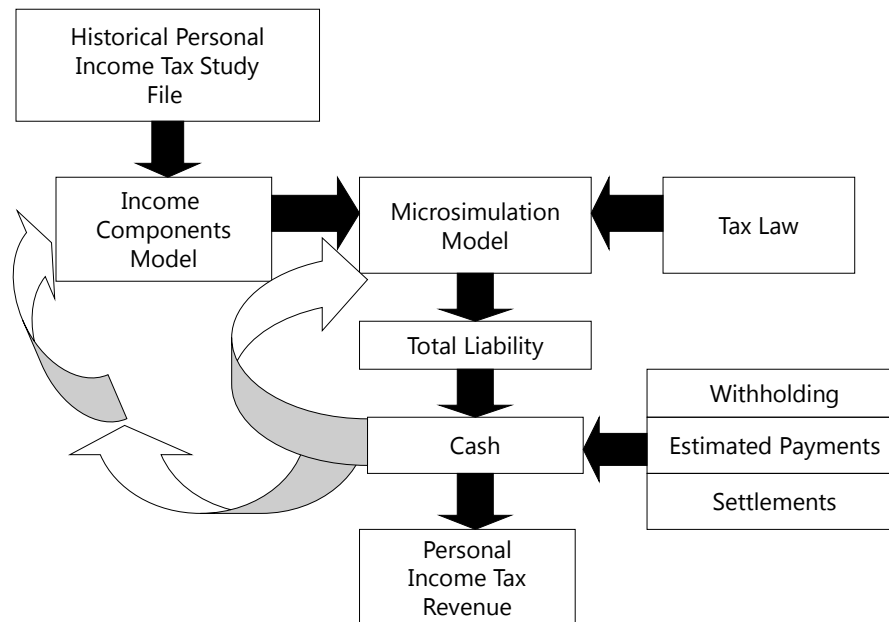 Historical Personal
Income Tax Study
File
Income
Components
Model
Microsimulation
Model
Tax Law
Total Liability
Withholding
Cash
Estimated Payments
Settlements
Personal
Income Tax
Revenue